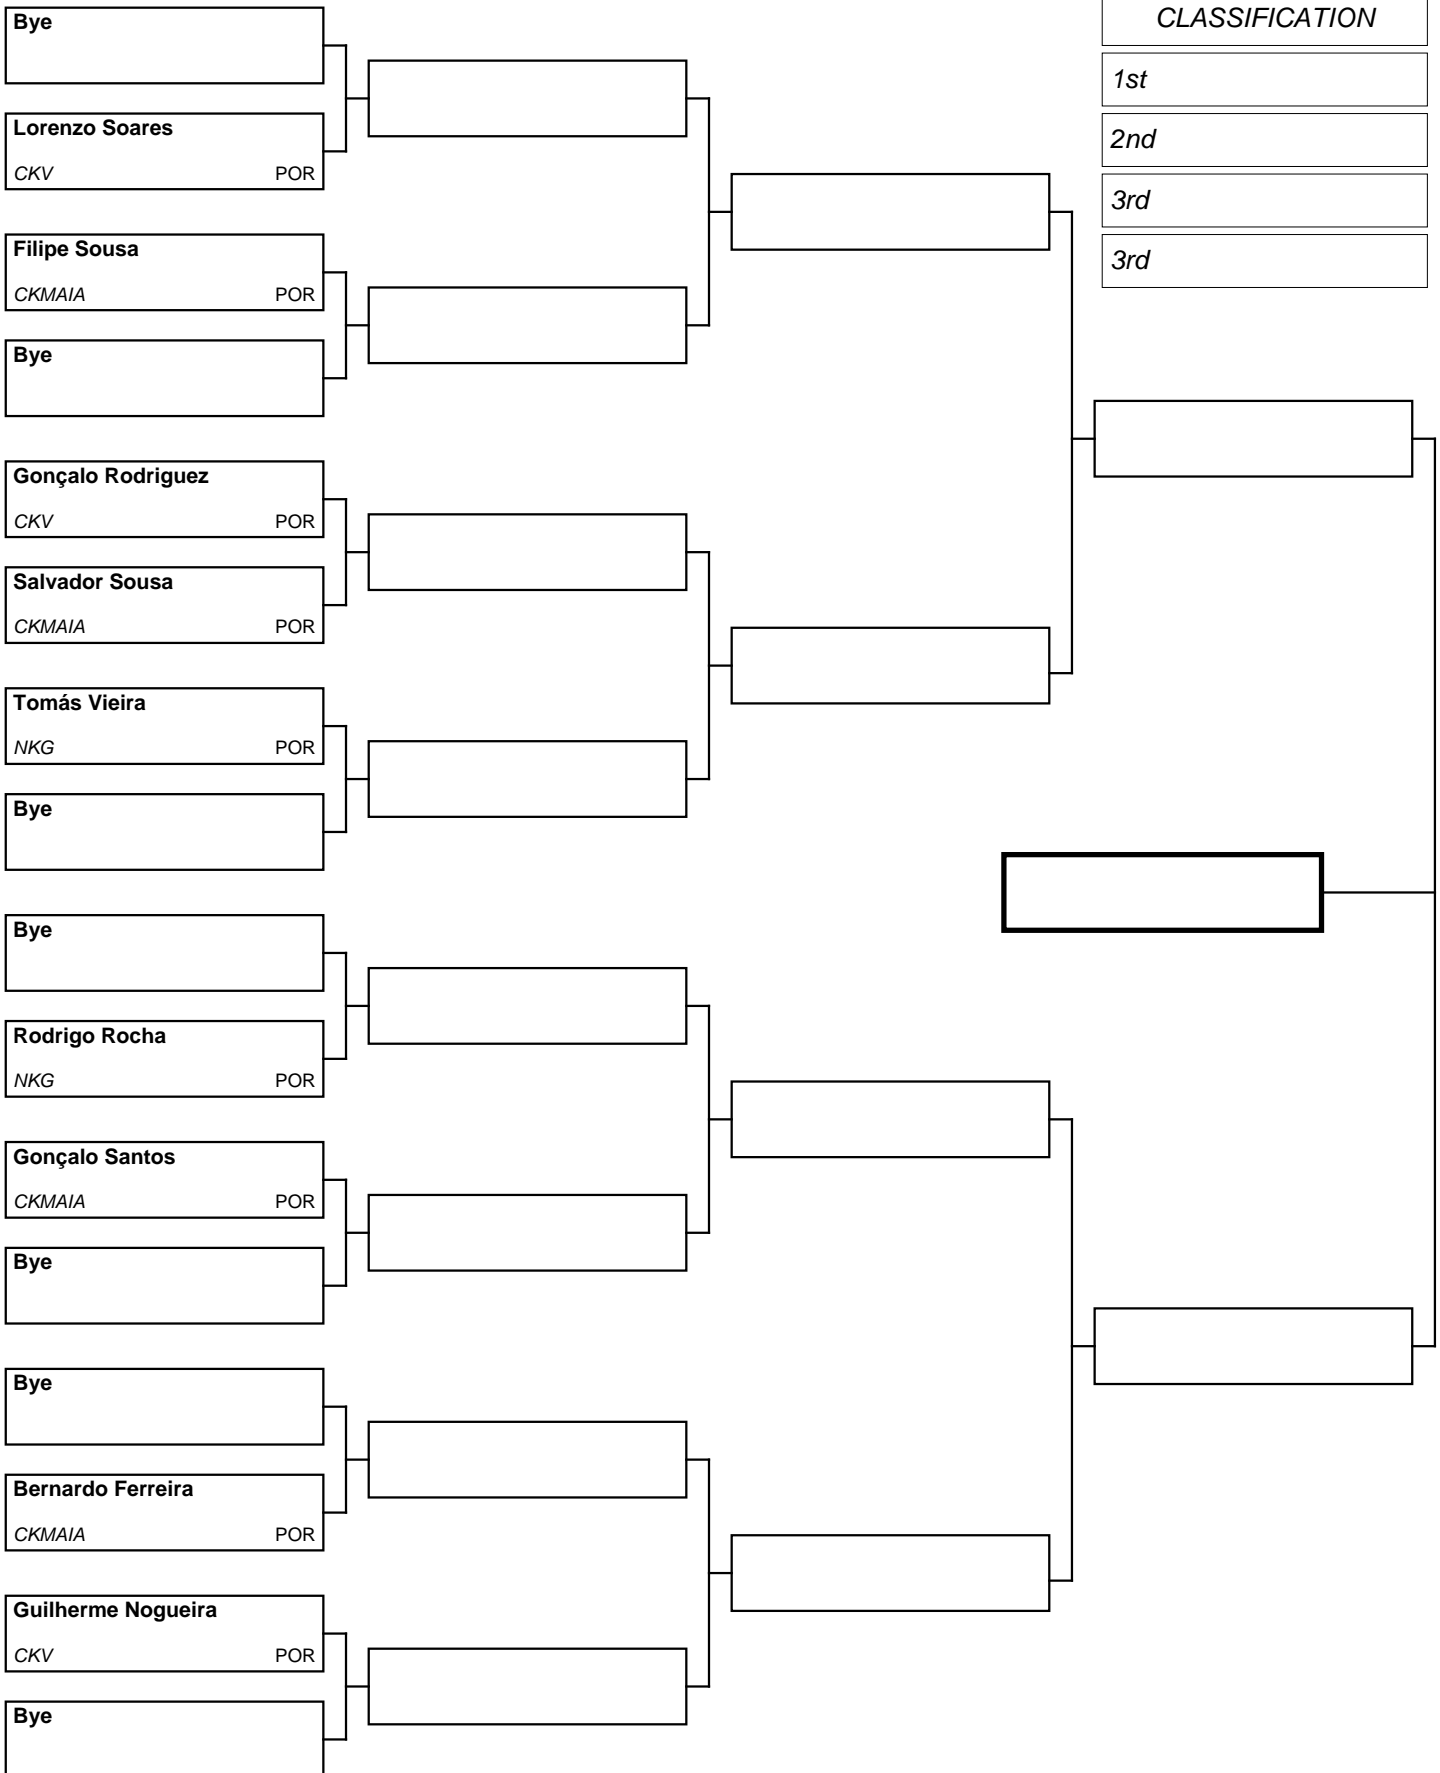 Bye
CLASSIFICATION
1st
Lorenzo Soares
2nd
CKV POR
3rd
Filipe Sousa
3rd
CKMAIA POR
Bye
Gonçalo Rodriguez
CKV POR
Salvador Sousa
CKMAIA POR
Tomás Vieira
NKG POR
Bye
Bye
Rodrigo Rocha
NKG POR
Gonçalo Santos
CKMAIA POR
Bye
Bye
Bernardo Ferreira
CKMAIA POR
Guilherme Nogueira
CKV POR
Bye